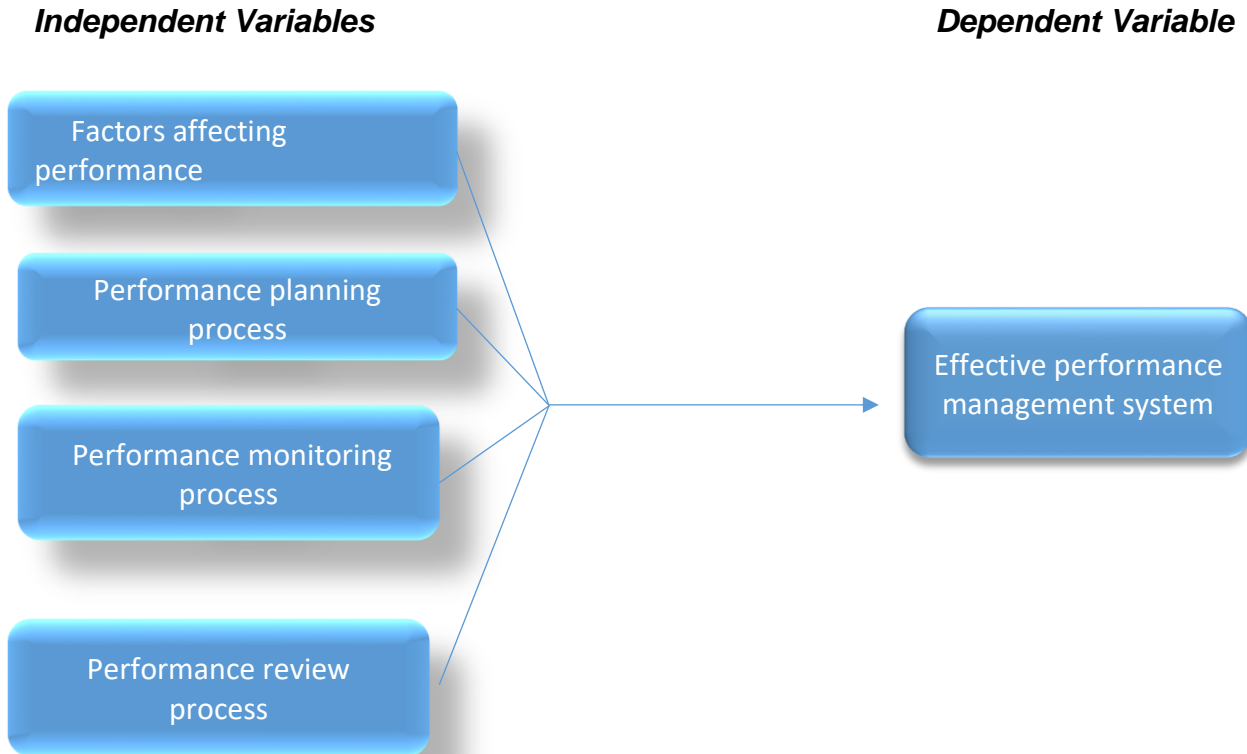 Independent Variables
Dependent Variable
Factors affecting
performance
Performance planning
process
Performance monitoring
process
Performance review
process
Effective performance
management system